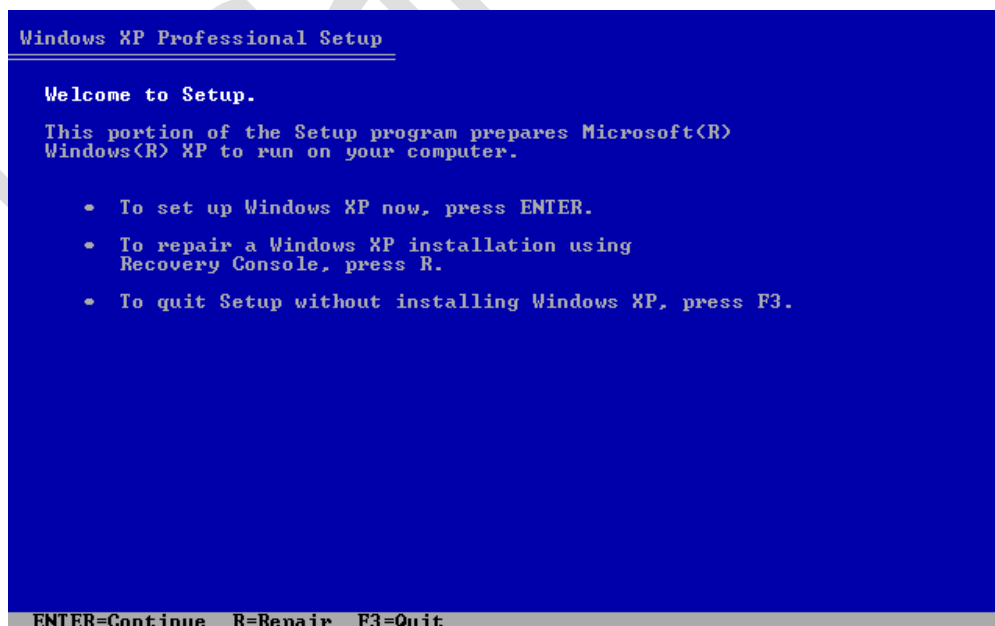 Windows XP Professional Setup
Welcome to Setup.
This portion of the Setup program prepares Microsoft(R)
Windows(R) XP to run on your computer.
• To set up Windows XP now, press ENTER.
• To repair a Windows XP installation using
Recovery Console, press R.
• To quit Setup without installing Windows XP, press F3.
ENTER=Continue R=Repair F3=Quit